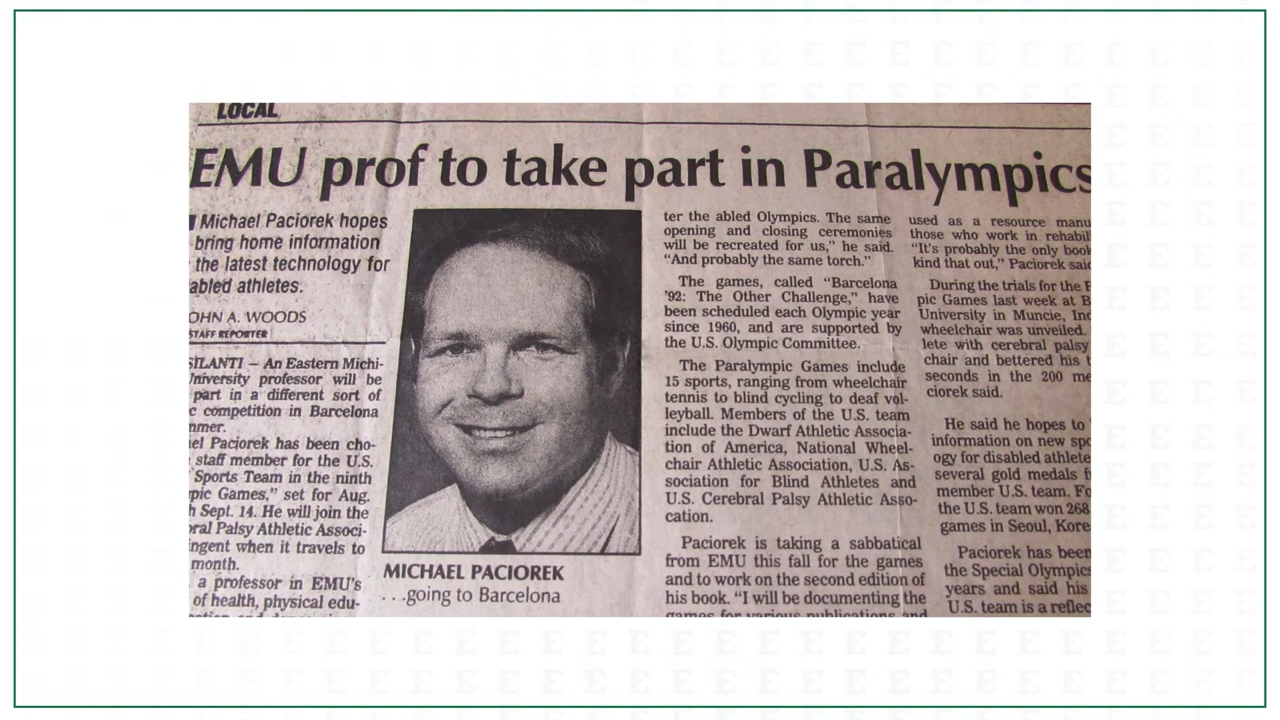 LOCAL
EMU prof to take part in Paralympics
Michael Paciorek hopes
bring home information
the latest technology for
abled athletes.
OHN A. WOODS
STAFF REPORTER
SILANTI — An Eastern Michi-
University professor will be
part in a different sort of
c competition in Barcelona
mmer.
el Paciorek has been cho-
staff member for the U.S.
Sports Team in the ninth
pic Games," set for Aug.
h Sept. 14. He will join the
ral Palsy Athletic Associ-
ingent when it travels to
month.
a professor in EMU's
of health, physical edu-
MICHAEL PACIOREK
. . .going to Barcelona
ter the abled Olympics. The same
opening and closing ceremonies
will be recreated for us," he said.
"And probably the same torch."
The games, called "Barcelona
'92: The Other Challenge," have
been scheduled each Olympic year
since 1960, and are supported by
the U.S. Olympic Committee.
The Paralympic Games include
15 sports, ranging from wheelchair
tennis to blind cycling to deaf vol-
leyball. Members of the U.S. team
include the Dwarf Athletic Associa-
tion of America, National Wheel-
chair Athletic Association, U.S. As-
sociation for Blind Athletes and
U.S. Cerebral Palsy Athletic Asso-
cation.
Paciorek is taking a sabbatical
from EMU this fall for the games
and to work on the second edition of
his book. "I will be documenting the
games for various publications and
used as a resource manu
those who work in rehabil
"It's probably the only book
kind that out," Paciorek said
During the trials for the P
pic Games last week at B
University in Muncie, Ind
wheelchair was unveiled.
lete with cerebral palsy
chair and bettered his t
seconds in the 200 me
ciorek said.
He said he hopes to
information on new spo
ogy for disabled athlete
several gold medals f
member U.S. team. Fo
the U.S. team won 268
games in Seoul, Kore
Paciorek has been
the Special Olympics
years and said his
U.S. team is a reflec